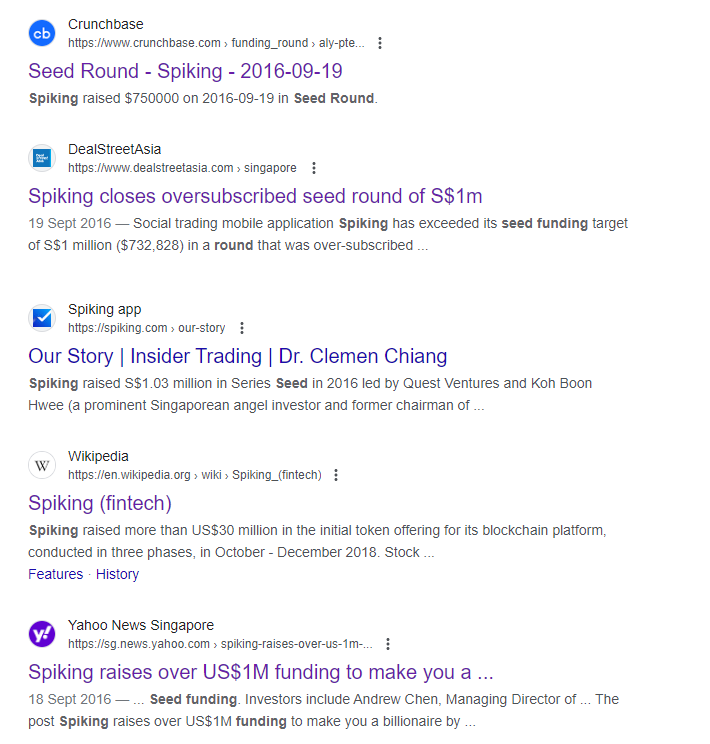 Crunchbase
https://www.crunchbase.com › funding_round › aly-pte...
Seed Round - Spiking - 2016-09-19
Spiking raised $750000 on 2016-09-19 in Seed Round.
DealStreetAsia
https://www.dealstreetasia.com › singapore
Spiking closes oversubscribed seed round of S$1m
19 Sept 2016 — Social trading mobile application Spiking has exceeded its seed funding target
of S$1 million ($732,828) in a round that was over-subscribed ...
Spiking app
https://spiking.com › our-story
Our Story | Insider Trading | Dr. Clemen Chiang
Spiking raised S$1.03 million in Series Seed in 2016 led by Quest Ventures and Koh Boon
Hwee (a prominent Singaporean angel investor and former chairman of ...
Wikipedia
https://en.wikipedia.org › wiki › Spiking_(fintech)
Spiking (fintech)
Spiking raised more than US$30 million in the initial token offering for its blockchain platform,
conducted in three phases, in October - December 2018. Stock ...
Features · History
Yahoo News Singapore
https://sg.news.yahoo.com › spiking-raises-over-us-1m-...
Spiking raises over US$1M funding to make you a ...
18 Sept 2016 — ... Seed funding. Investors include Andrew Chen, Managing Director of ... The
post Spiking raises over US$1M funding to make you a billionaire by ...